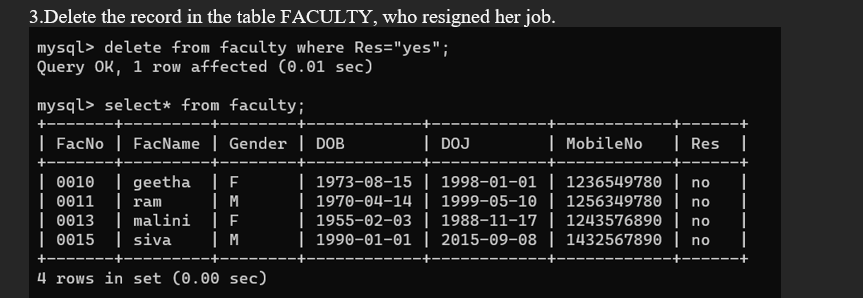 3.Delete the record in the table FACULTY, who resigned her job.
mysql> delete from faculty where Res="yes";
Query OK, 1 row affected (0.01 sec)
mysql> select* from faculty;
+-------+---------+--------+------------+------------+------------+------+
| FacNo | FacName | Gender | DOB        | DOJ        | MobileNo   | Res  |
+-------+---------+--------+------------+------------+------------+------+
| 0010  | geetha  | F      | 1973-08-15 | 1998-01-01 | 1236549780 | no   |
| 0011  | ram     | M      | 1970-04-14 | 1999-05-10 | 1256349780 | no   |
| 0013  | malini  | F      | 1955-02-03 | 1988-11-17 | 1243576890 | no   |
| 0015  | siva    | M      | 1990-01-01 | 2015-09-08 | 1432567890 | no   |
+-------+---------+--------+------------+------------+------------+------+
4 rows in set (0.00 sec)